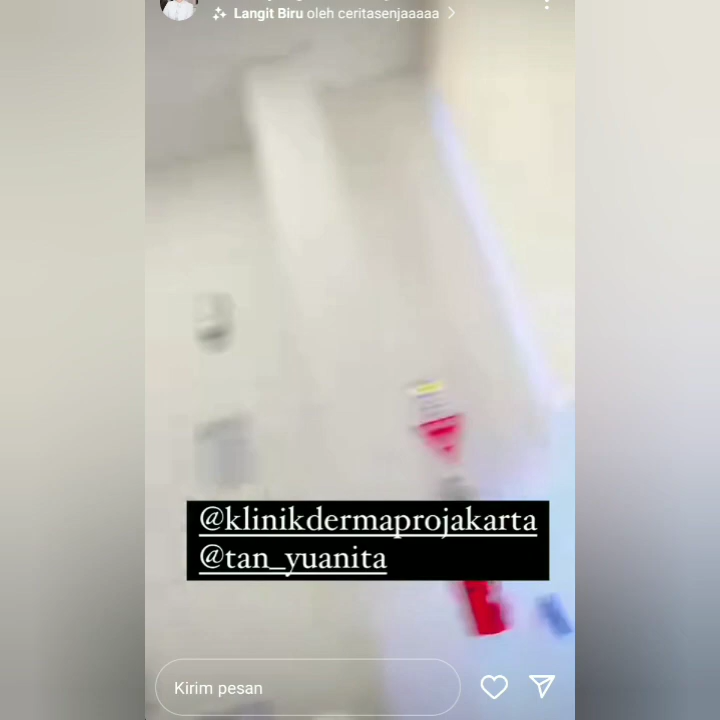 Langit Biru oleh ceritasenjaaaaa
@klinikdermaprojakarta
@tan_yuanita
Kirim pesan